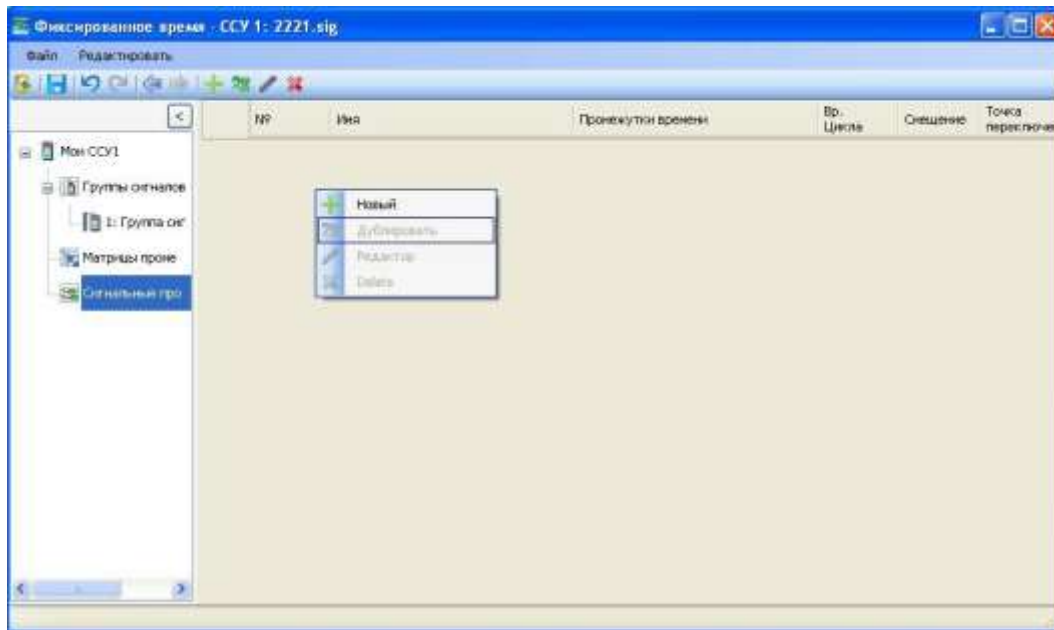 Фиксированное время - ССУ 1: 2221.sig
Файл Редактировать
№ Имя Промежутки времени Вр. Цикла Смещение Точка переключе
Мои ССУ1
Группы сигналов
1: Группа сиг
Матрицы проме
Сигнальные про
Новый
Дублировать
Редактор
Delete